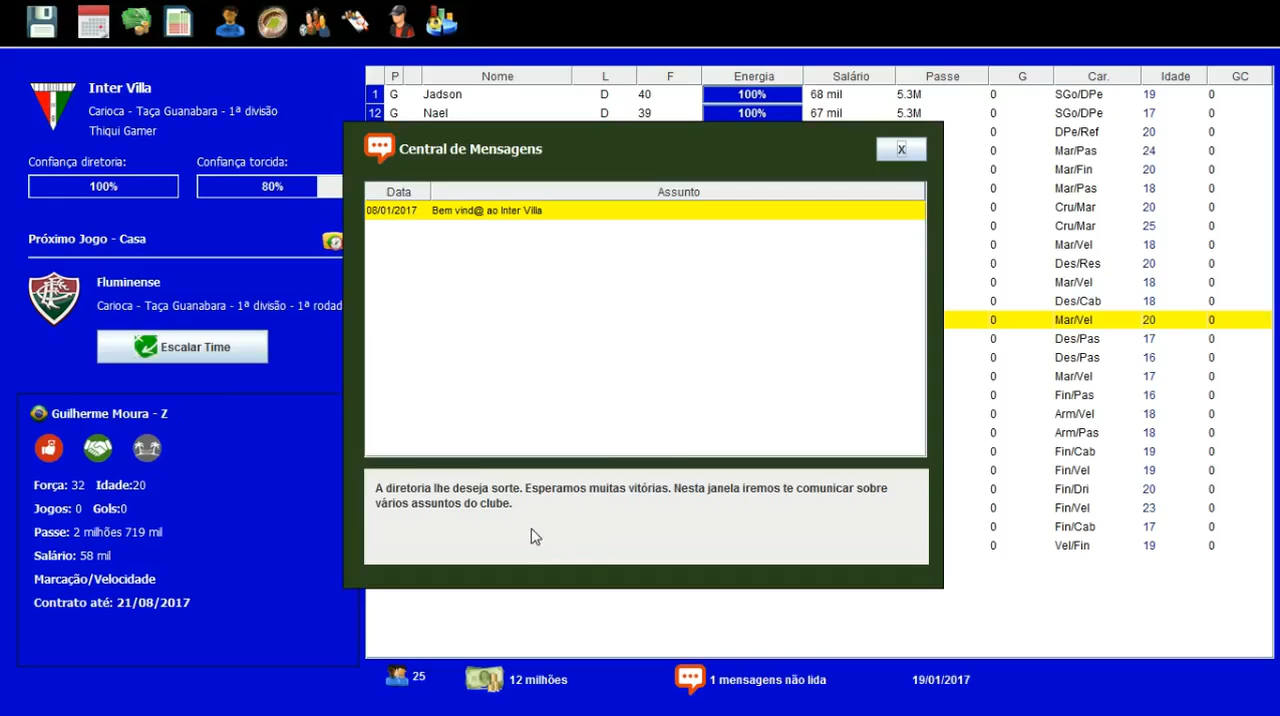 Inter Villa
Carioca - Taça Guanabara - 1ª divisão
Thiqui Gamer
Confiança diretoria: Confiança torcida:
100% 80%
Próximo Jogo - Casa
Fluminense
Carioca - Taça Guanabara - 1ª divisão - 1ª rodad
Escalar Time
Guilherme Moura - Z
Força: 32 Idade:20
Jogos: 0 Gols:0
Passe: 2 milhões 719 mil
Salário: 58 mil
Marcação/Velocidade
Contrato até: 21/08/2017
P Nome L F Energia Salário Passe G Car. Idade GC
1 G Jadson D 40 100% 68 mil 5.3M 0 SGo/DPe 19 0
12 G Nael D 39 100% 67 mil 5.3M 0 SGo/DPe 17 0
0 DPe/Ref 20 0
0 Mar/Pas 24 0
0 Mar/Fin 20 0
0 Mar/Pas 18 0
0 Cru/Mar 20 0
0 Cru/Mar 25 0
0 Mar/Vel 18 0
0 Des/Res 20 0
0 Mar/Vel 18 0
0 Des/Cab 18 0
0 Mar/Vel 20 0
0 Des/Pas 17 0
0 Des/Pas 16 0
0 Mar/Vel 17 0
0 Fin/Pas 16 0
0 Arm/Vel 18 0
0 Arm/Pas 18 0
0 Fin/Cab 19 0
0 Fin/Vel 19 0
0 Fin/Dri 20 0
0 Fin/Vel 23 0
0 Fin/Cab 17 0
0 Vel/Fin 19 0
Central de Mensagens
X
Data Assunto
08/01/2017 Bem vind@ ao Inter Villa
A diretoria lhe deseja sorte. Esperamos muitas vitórias. Nesta janela iremos te comunicar sobre
vários assuntos do clube.
25 12 milhões 1 mensagens não lida 19/01/2017